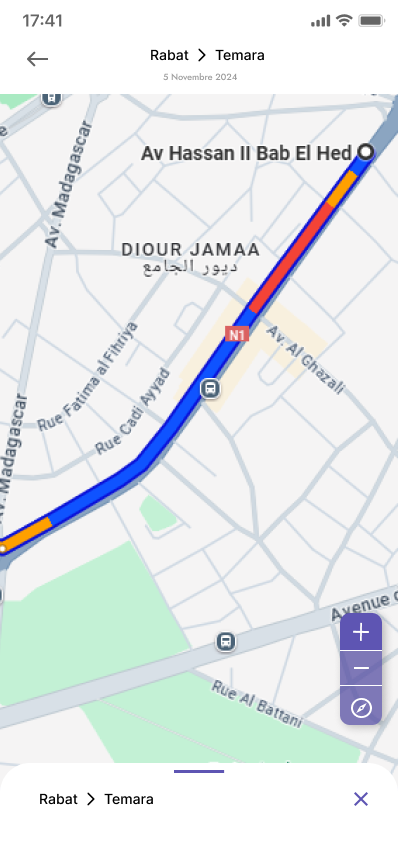 17:41
Rabat > Temara
5 Novembre 2024
Av. Madagascar
Av Hassan II Bab El Hed
DIOUR JAMAA
ديور الجامع
N1
Av. Al Ghazali
Rue Fatima al Fihriya
Rue Cadi Ayyad
Av. Madagascar
Avenue
Rue Al Battani
Rabat > Temara